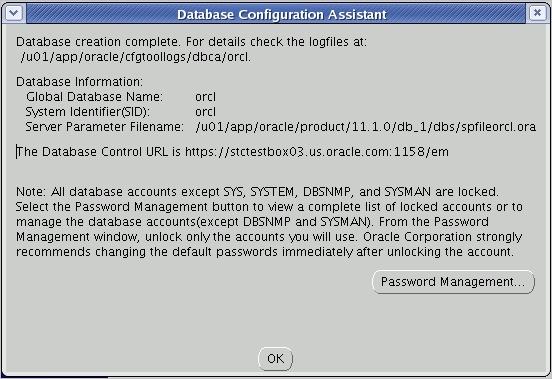 Database Configuration Assistant
Database creation complete. For details check the logfiles at:
/u01/app/oracle/cfgtoollogs/dbca/orcl.
Database Information:
Global Database Name: orcl
System Identifier(SID): orcl
Server Parameter Filename: /u01/app/oracle/product/11.1.0/db_1/dbs/spfileorcl.ora
The Database Control URL is https://stctestbox03.us.oracle.com:1158/em
Note: All database accounts except SYS, SYSTEM, DBSNMP, and SYSMAN are locked.
Select the Password Management button to view a complete list of locked accounts or to
manage the database accounts(except DBSNMP and SYSMAN). From the Password
Management window, unlock only the accounts you will use. Oracle Corporation strongly
recommends changing the default passwords immediately after unlocking the account.
Password Management...
OK